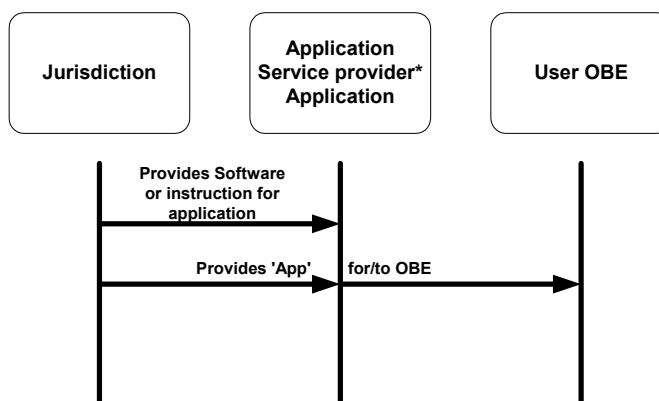 Jurisdiction
Application
Service provider*
Application
User OBE
Provides Software
or instruction for
application
Provides 'App'
for/to OBE